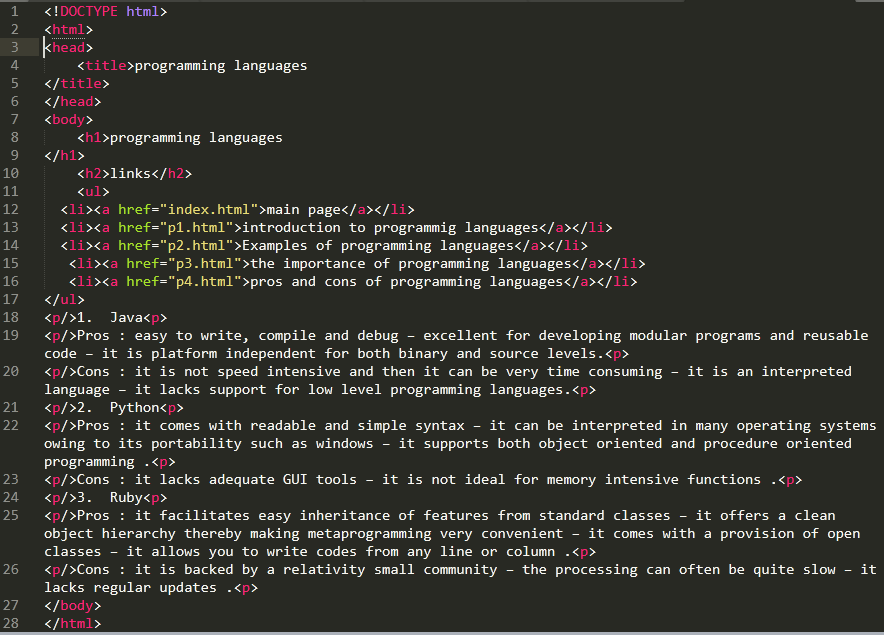 1 <!DOCTYPE html>
2 <html>
3 <head>
4     <title>programming languages
5 </title>
6 </head>
7 <body>
8     <h1>programming languages
9 </h1>
10     <h2>links</h2>
11     <ul>
12   <li><a href="index.html">main page</a></li>
13   <li><a href="p1.html">introduction to programmig languages</a></li>
14   <li><a href="p2.html">Examples of programming languages</a></li>
15    <li><a href="p3.html">the importance of programming languages</a></li>
16    <li><a href="p4.html">pros and cons of programming languages</a></li>
17 </ul>
18 <p/>1.  Java<p>
19 <p/>Pros : easy to write, compile and debug – excellent for developing modular programs and reusable
code – it is platform independent for both binary and source levels.<p>
20 <p/>Cons : it is not speed intensive and then it can be very time consuming – it is an interpreted
language – it lacks support for low level programming languages.<p>
21 <p/>2.  Python<p>
22 <p/>Pros : it comes with readable and simple syntax – it can be interpreted in many operating systems
owing to its portability such as windows – it supports both object oriented and procedure oriented
programming .<p>
23 <p/>Cons : it lacks adequate GUI tools – it is not ideal for memory intensive functions .<p>
24 <p/>3.  Ruby<p>
25 <p/>Pros : it facilitates easy inheritance of features from standard classes – it offers a clean
object hierarchy thereby making metaprogramming very convenient – it comes with a provision of open
classes – it allows you to write codes from any line or column .<p>
26 <p/>Cons : it is backed by a relativity small community – the processing can often be quite slow – it
lacks regular updates .<p>
27 </body>
28 </html>